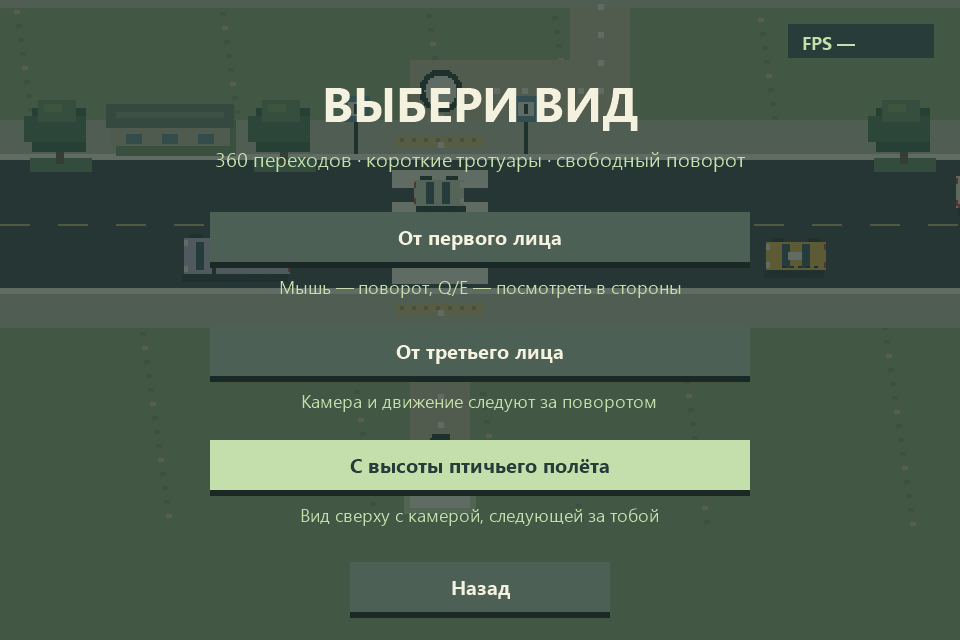 FPS —
ВЫБЕРИ ВИД
360 переходов · короткие тротуары · свободный поворот
От первого лица
Мышь — поворот, Q/E — посмотреть в стороны
От третьего лица
Камера и движение следуют за поворотом
С высоты птичьего полёта
Вид сверху с камерой, следующей за тобой
Назад